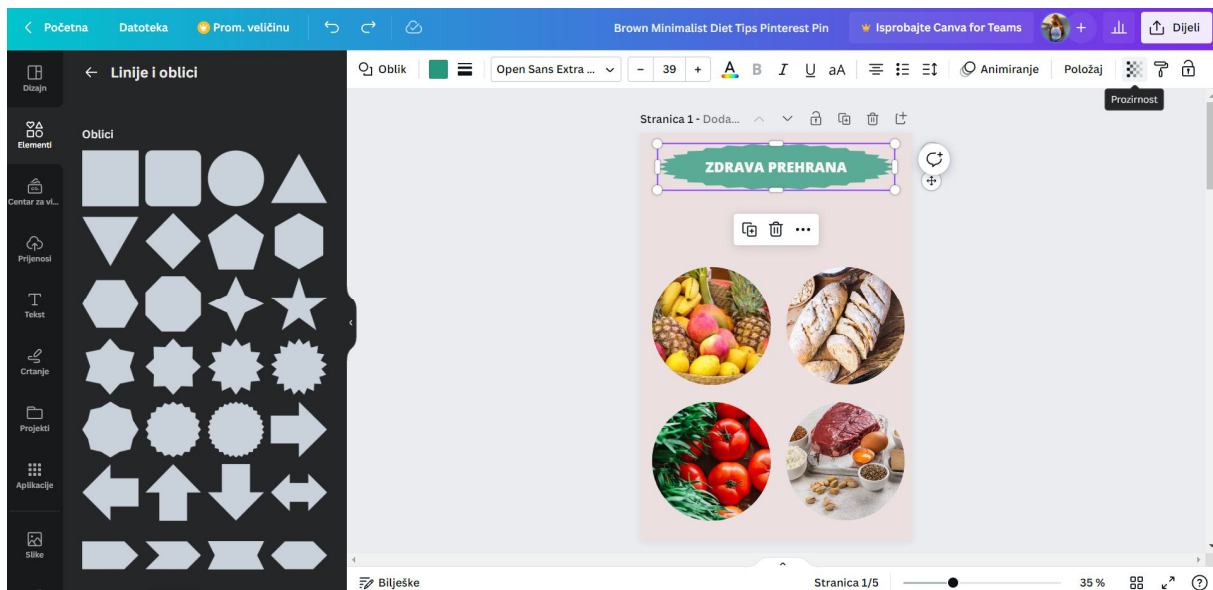 Početna Datoteka Prom. veličinu Brown Minimalist Diet Tips Pinterest Pin Isprobajte Canva for Teams + Dijeli
Linije i oblici
Oblik Open Sans Extra ... – 39 + A B I U aA Animiranje Položaj
Prozirnost
Dizajn
Elementi
Centar za vi...
Prijenosi
Tekst
Crtanje
Projekti
Aplikacije
Slike
Oblici
Stranica 1 - Doda...
ZDRAVA PREHRANA
Bilješke Stranica 1/5 35 %